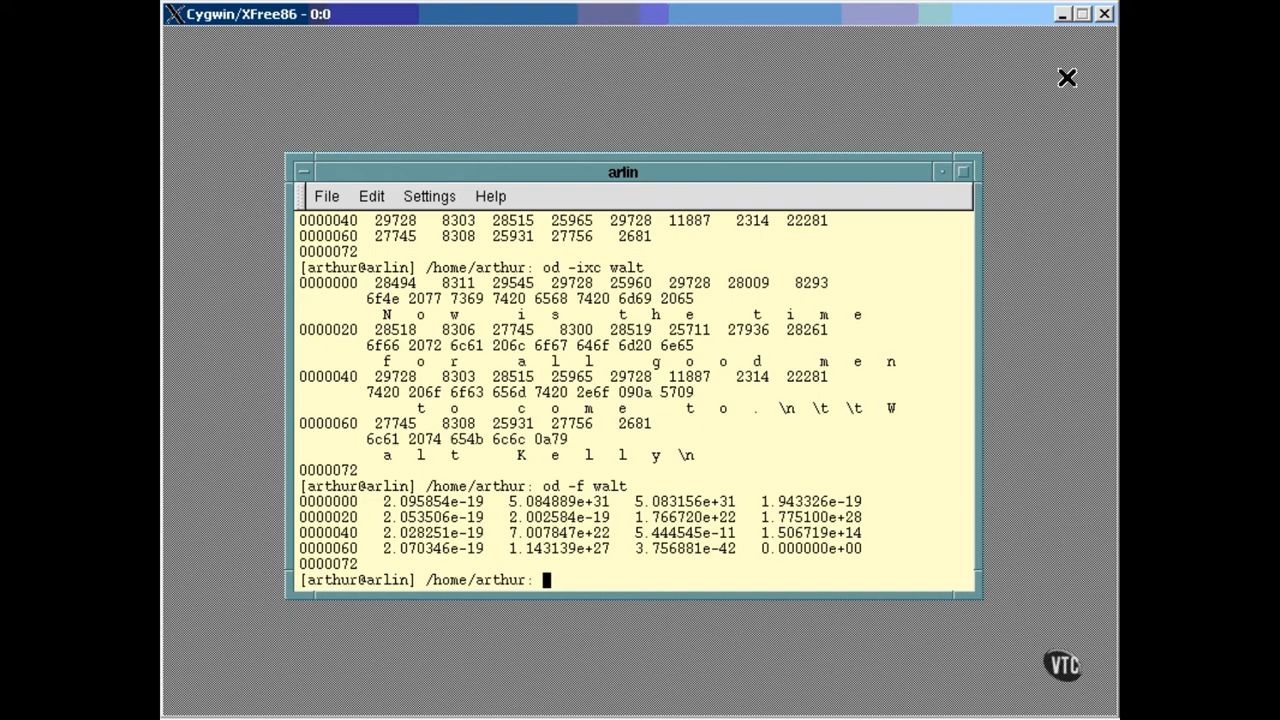 Cygwin/XFree86 - 0:0
arlin
File Edit Settings Help
0000040 29728 8303 28515 25965 29728 11887 2314 22281
0000060 27745 8308 25931 27756 2681
0000072
[arthur@arlin] /home/arthur: od -ixc walt
0000000 28494 8311 29545 29728 25960 29728 28009 8293
6f4e 2077 7369 7420 6568 7420 6d69 2065
N o w i s t h e t i m e
0000020 28518 8306 27745 8300 28519 25711 27936 28261
6f66 2072 6c61 206c 6f67 646f 6d20 6e65
f o r a l l g o o d m e n
0000040 29728 8303 28515 25965 29728 11887 2314 22281
7420 206f 6f63 656d 7420 2e6f 090a 5709
t o c o m e t o . \n \t \t W
0000060 27745 8308 25931 27756 2681
6c61 2074 654b 6c6c 0a79
a l t K e l l y \n
0000072
[arthur@arlin] /home/arthur: od -f walt
0000000 2.095854e-19 5.084889e+31 5.083156e+31 1.943326e-19
0000020 2.053506e-19 2.002584e-19 1.766720e+22 1.775100e+28
0000040 2.028251e-19 7.007847e+22 5.444545e-11 1.506719e+14
0000060 2.070346e-19 1.143139e+27 3.756881e-42 0.000000e+00
0000072
[arthur@arlin] /home/arthur:
VTC